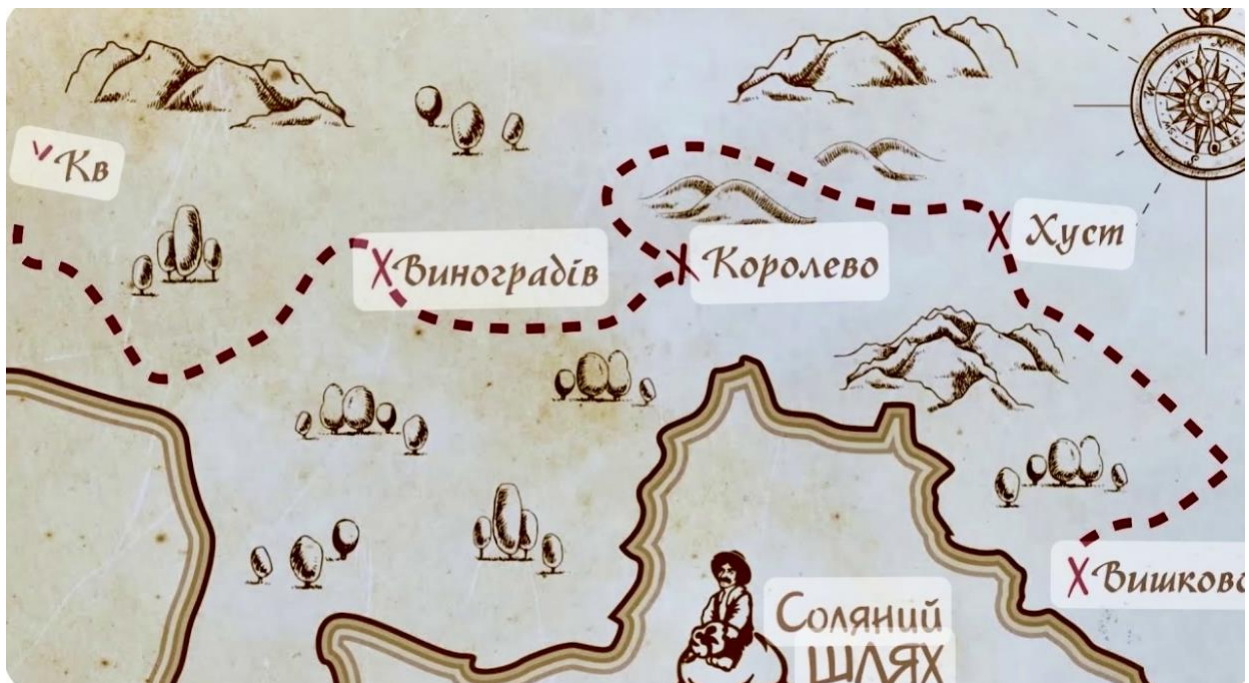 Кв
Хуст
Виноградів
Королево
Вишково
Соляний
ШЛЯХ